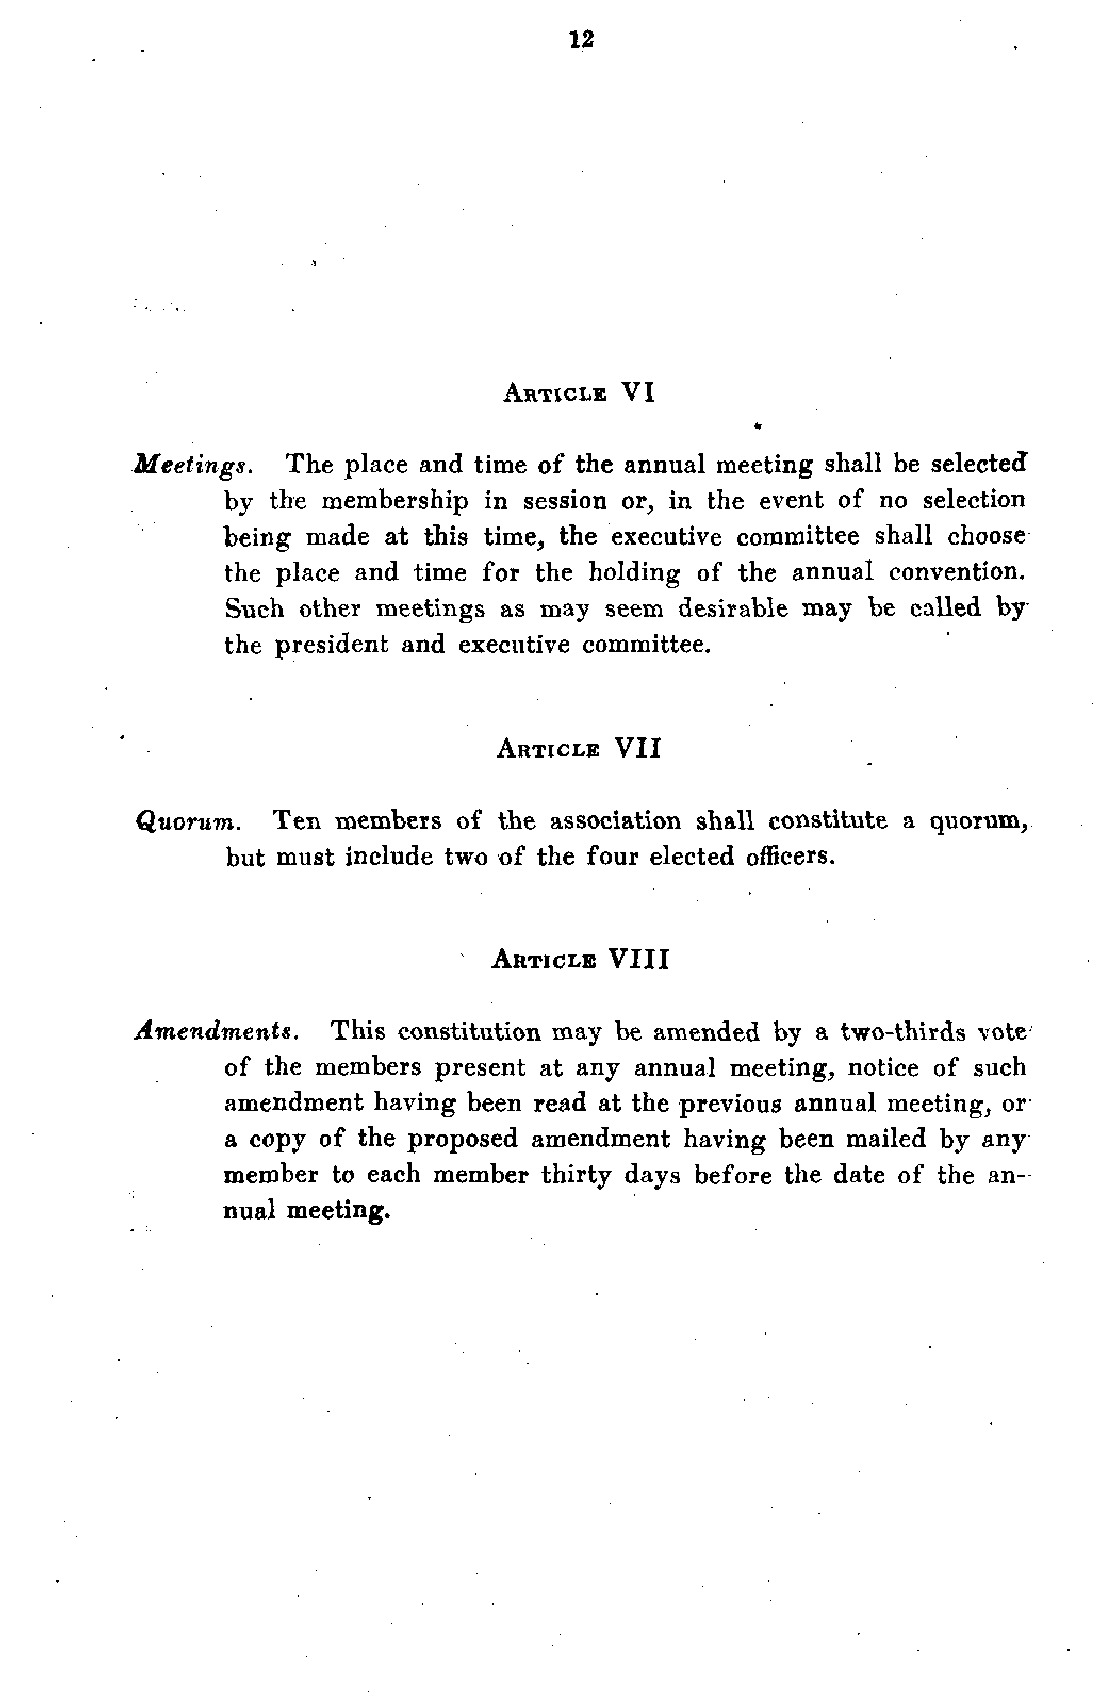 12
ARTICLE VI
Meetings. The place and time of the annual meeting shall be selected
by the membership in session or, in the event of no selection
being made at this time, the executive committee shall choose
the place and time for the holding of the annual convention.
Such other meetings as may seem desirable may be called by
the president and executive committee.
ARTICLE VII
Quorum. Ten members of the association shall constitute a quorum,
but must include two of the four elected officers.
ARTICLE VIII
Amendments. This constitution may be amended by a two-thirds vote
of the members present at any annual meeting, notice of such
amendment having been read at the previous annual meeting, or
a copy of the proposed amendment having been mailed by any
member to each member thirty days before the date of the an-
nual meeting.